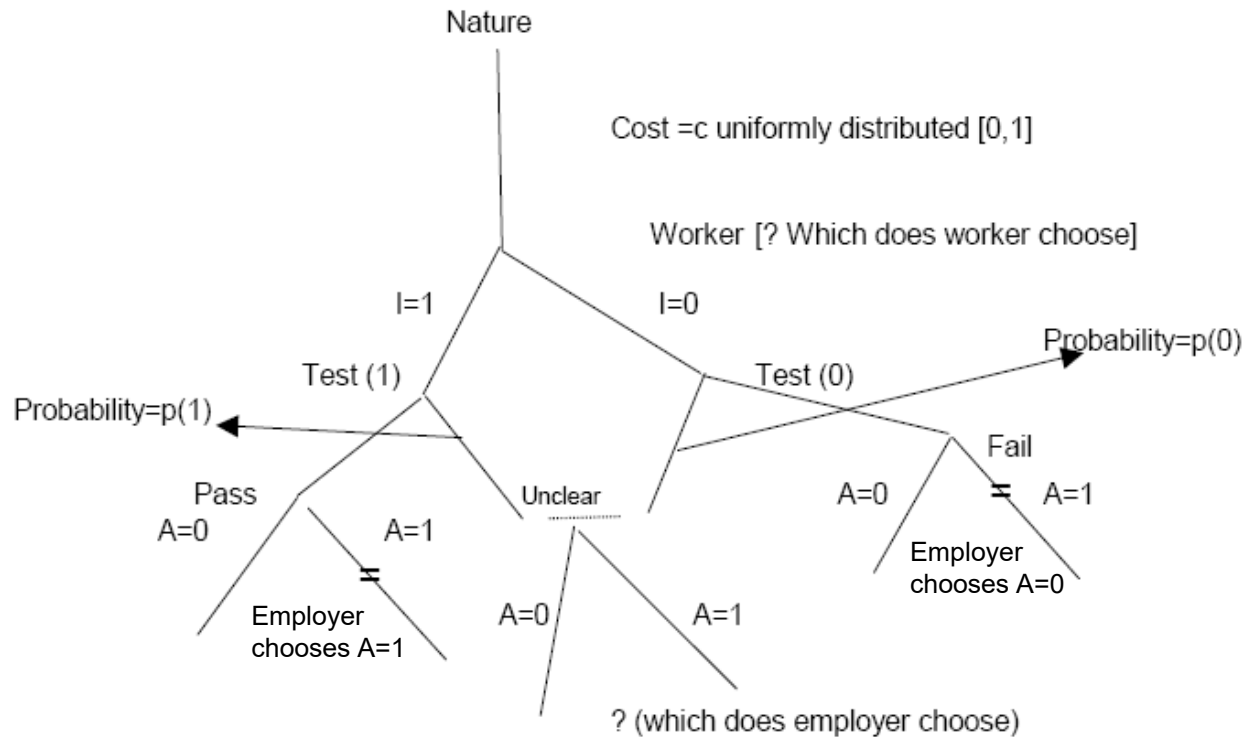 Nature
Cost =c uniformly distributed [0,1]
Worker [? Which does worker choose]
I=1
I=0
Probability=p(0)
Test (1)
Test (0)
Probability=p(1)
Fail
Pass
Unclear
A=0
A=1
A=0
A=1
Employer
chooses A=0
Employer
chooses A=1
A=0
A=1
? (which does employer choose)